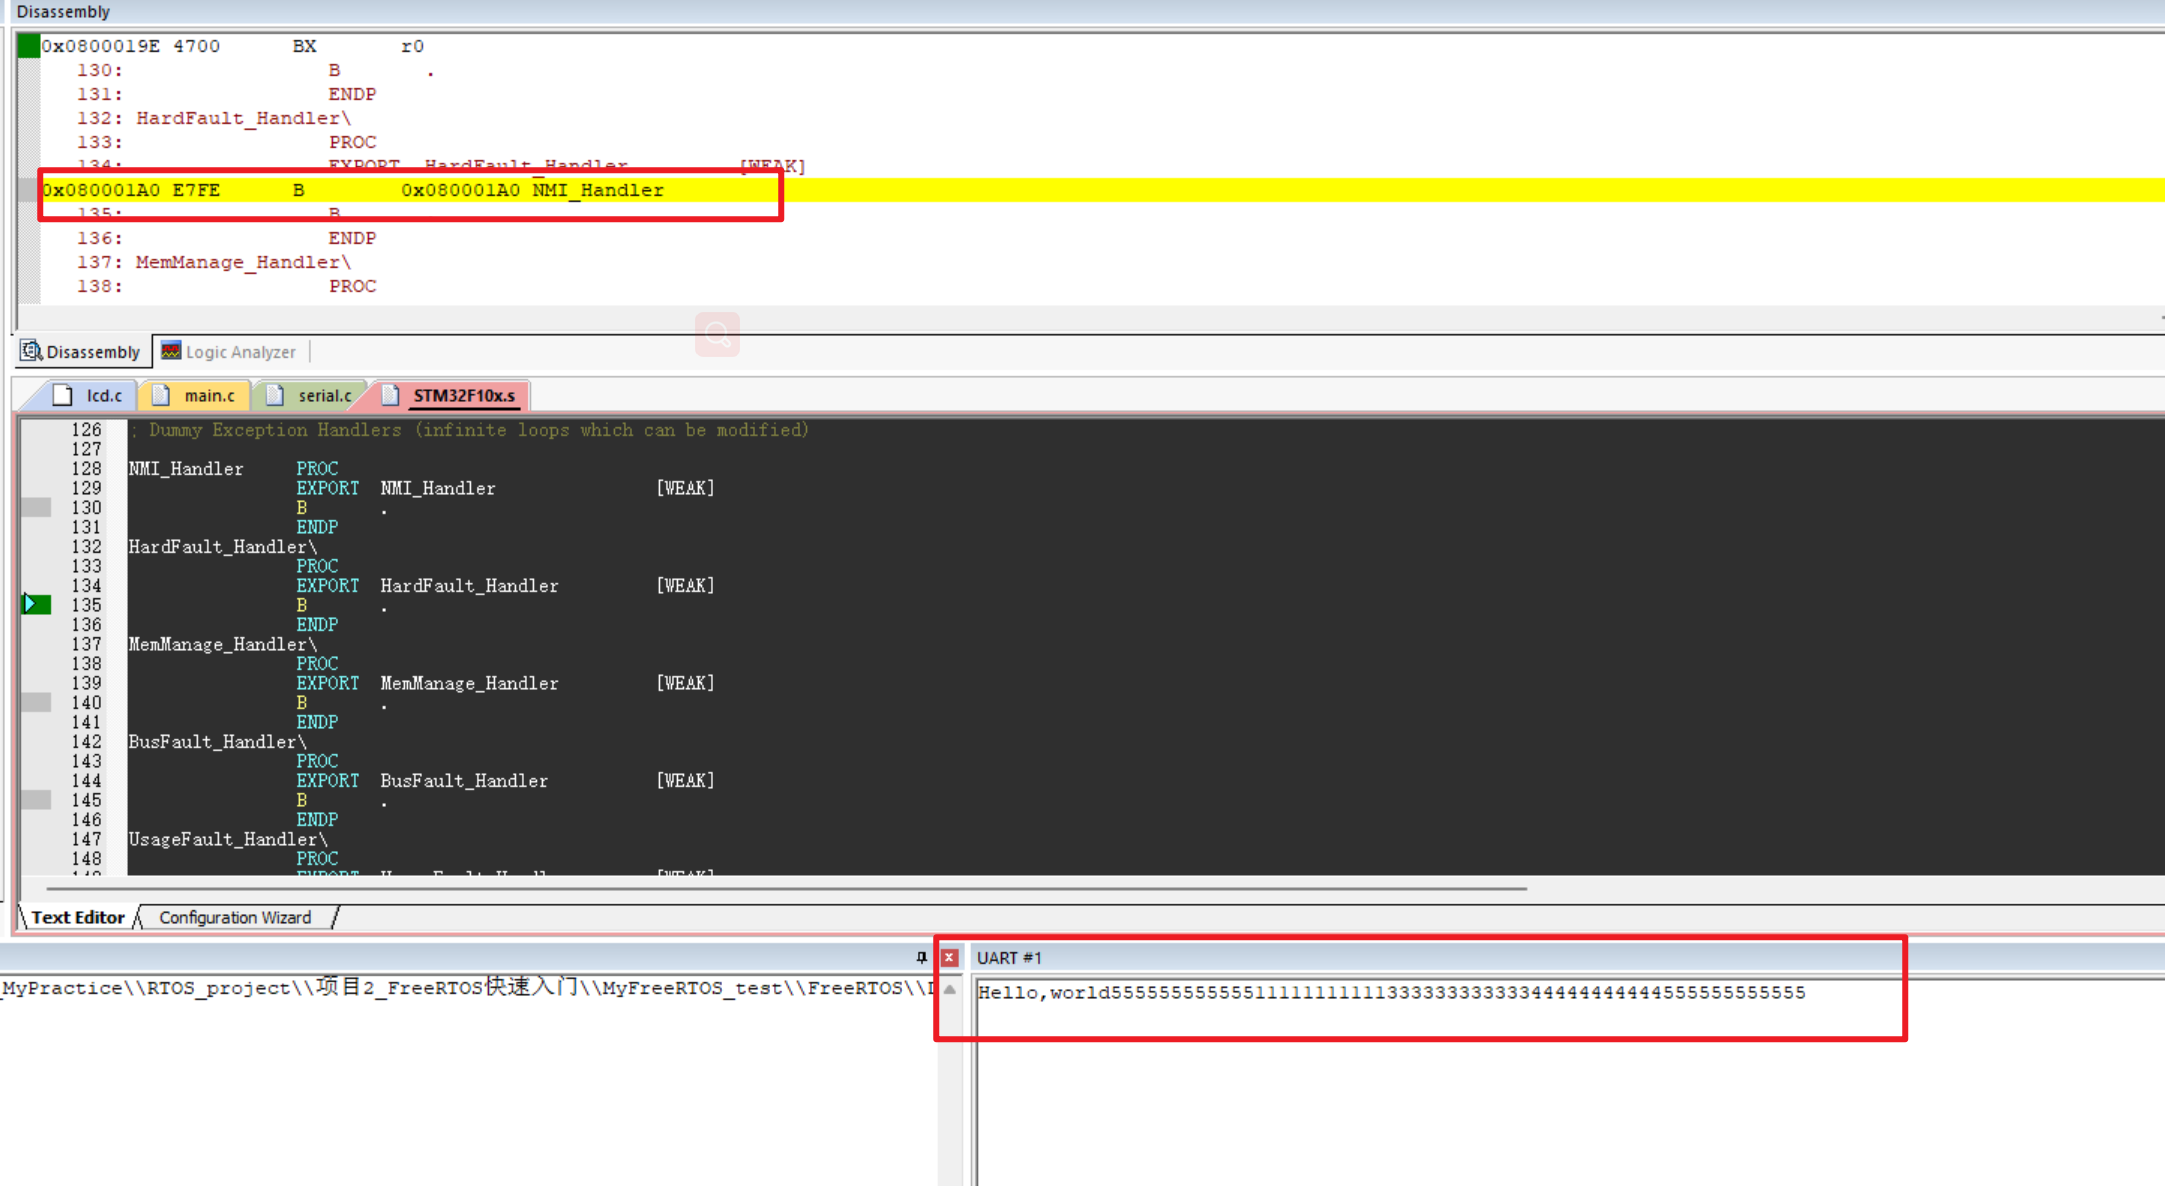 Disassembly
0x0800019E 4700 BX r0
130: B .
131: ENDP
132: HardFault_Handler\
133: PROC
134: EXPORT HardFault_Handler [WEAK]
0x080001A0 E7FE B 0x080001A0 NMI_Handler
135: B
136: ENDP
137: MemManage_Handler\
138: PROC
Disassembly Logic Analyzer
lcd.c main.c serial.c STM32F10x.s
126 ; Dummy Exception Handlers (infinite loops which can be modified)
127
128 NMI_Handler PROC
129 EXPORT NMI_Handler [WEAK]
130 B .
131 ENDP
132 HardFault_Handler\
133 PROC
134 EXPORT HardFault_Handler [WEAK]
135 B .
136 ENDP
137 MemManage_Handler\
138 PROC
139 EXPORT MemManage_Handler [WEAK]
140 B .
141 ENDP
142 BusFault_Handler\
143 PROC
144 EXPORT BusFault_Handler [WEAK]
145 B .
146 ENDP
147 UsageFault_Handler\
148 PROC
Text Editor Configuration Wizard
UART #1
MyPractice\\RTOS_project\\项目2_FreeRTOS快速入门\\MyFreeRTOS_test\\FreeRTOS\\
Hello,world555555555555111111111113333333333334444444444445555555555555